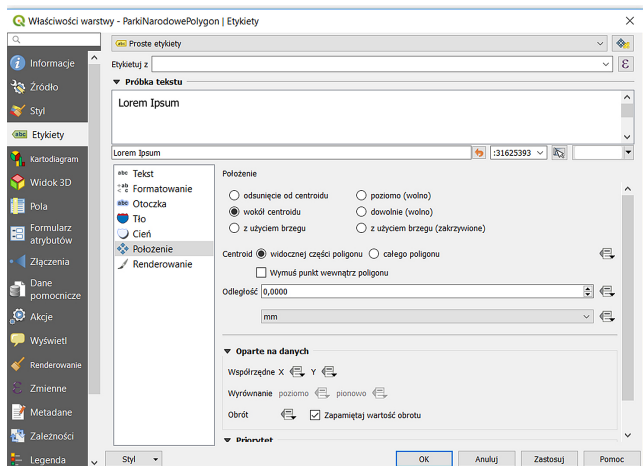 Właściwości warstwy - ParkiNarodowePolygon | Etykiety
Informacje
Źródło
Styl
Etykiety
Kartodiagram
Widok 3D
Pola
Formularz
atrybutów
Złączenia
Dane
pomocnicze
Akcje
Wyświetl
Renderowanie
Zmienne
Metadane
Zależności
Legenda
abc Proste etykiety
Etykietuj z
ε
Próbka tekstu
Lorem Ipsum
Lorem Ipsum
:31625393
abc Tekst
Formatowanie
abc Otoczka
Tło
Cień
Położenie
Renderowanie
Położenie
odsunięcie od centroidu
poziomo (wolno)
wokół centroidu
dowolnie (wolno)
z użyciem brzegu
z użyciem brzegu (zakrzywione)
Centroid widocznej części poligonu całego poligonu
Wymuś punkt wewnątrz poligonu
Odległość 0,0000
mm
Oparte na danych
Współrzędne X Y
Wyrównanie poziomo pionowo
Obrót Zapamiętaj wartość obrotu
Priorytet
Styl
OK
Anuluj
Zastosuj
Pomoc